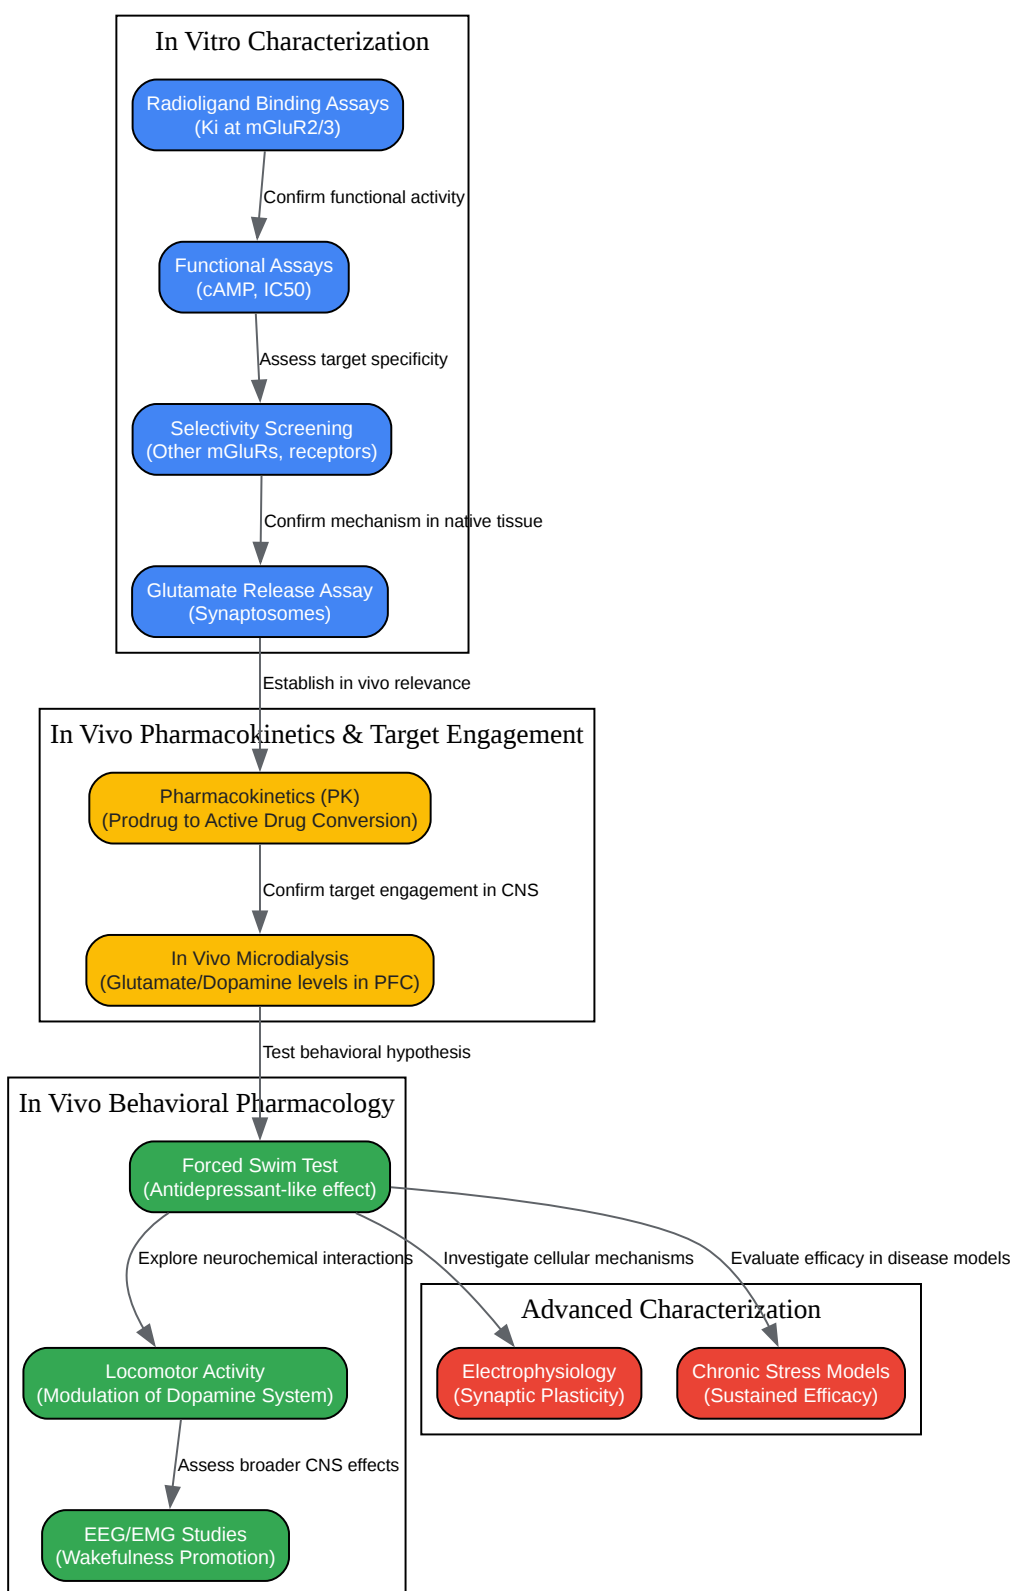 In Vitro Characterization
Radioligand Binding Assays
(Ki at mGluR2/3)
Confirm functional activity
Functional Assays
(cAMP, IC50)
Assess target specificity
Selectivity Screening
(Other mGluRs, receptors)
Confirm mechanism in native tissue
Glutamate Release Assay
(Synaptosomes)
Establish in vivo relevance
In Vivo Pharmacokinetics & Target Engagement
Pharmacokinetics (PK)
(Prodrug to Active Drug Conversion)
Confirm target engagement in CNS
In Vivo Microdialysis
(Glutamate/Dopamine levels in PFC)
Test behavioral hypothesis
In Vivo Behavioral Pharmacology
Forced Swim Test
(Antidepressant-like effect)
Explore neurochemical interactions
Investigate cellular mechanisms
Evaluate efficacy in disease models
Advanced Characterization
Locomotor Activity
(Modulation of Dopamine System)
Electrophysiology
(Synaptic Plasticity)
Chronic Stress Models
(Sustained Efficacy)
Assess broader CNS effects
EEG/EMG Studies
(Wakefulness Promotion)